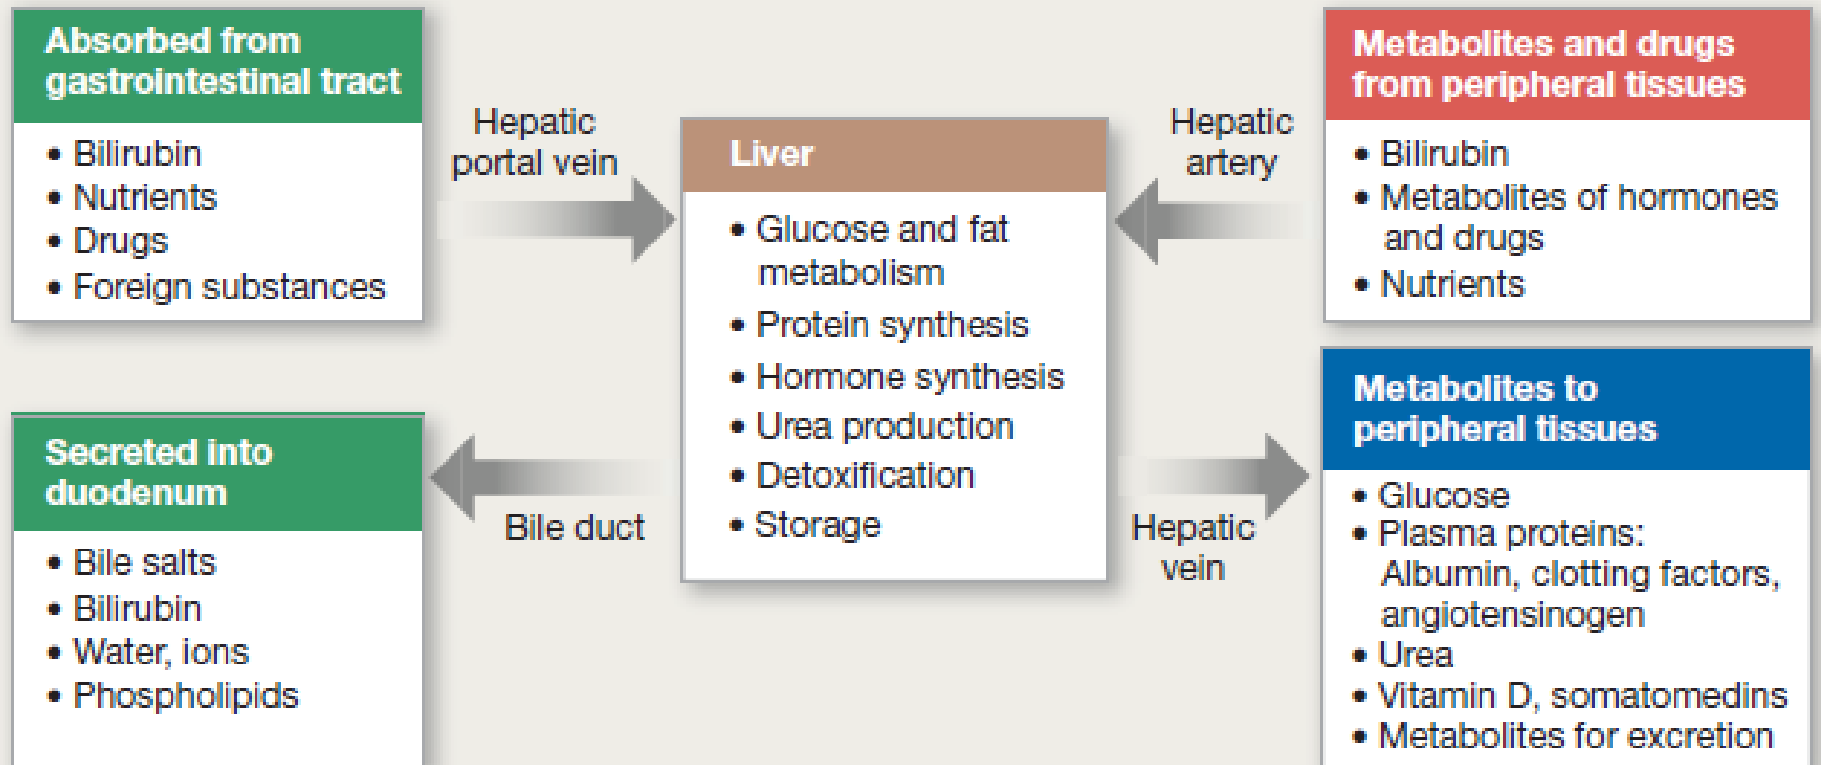 Absorbed from
gastrointestinal tract
• Bilirubin
• Nutrients
• Drugs
• Foreign substances
Hepatic
portal vein
Liver
• Glucose and fat
metabolism
• Protein synthesis
• Hormone synthesis
• Urea production
• Detoxification
• Storage
Hepatic
artery
Metabolites and drugs
from peripheral tissues
• Bilirubin
• Metabolites of hormones
and drugs
• Nutrients
Secreted into
duodenum
• Bile salts
• Bilirubin
• Water, ions
• Phospholipids
Bile duct
Hepatic
vein
Metabolites to
peripheral tissues
• Glucose
• Plasma proteins:
Albumin, clotting factors,
angiotensinogen
• Urea
• Vitamin D, somatomedins
• Metabolites for excretion